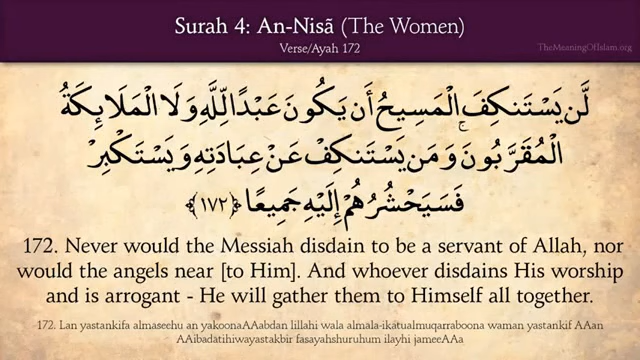 Surah 4: An-Nisã (The Women)
Verse/Ayah 172
TheMeaningOfIslam.org
لَّن يَسْتَنكِفَ الْمَسِيحُ أَن يَكُونَ عَبْدًا لِّلَّهِ وَلَا الْمَلَائِكَةُ
الْمُقَرَّبُونَ ۚ وَمَن يَسْتَنكِفْ عَنْ عِبَادَتِهِ وَيَسْتَكْبِرْ
فَسَيَحْشُرُهُمْ إِلَيْهِ جَمِيعًا ﴿١٧٢﴾
172. Never would the Messiah disdain to be a servant of Allah, nor
would the angels near [to Him]. And whoever disdains His worship
and is arrogant - He will gather them to Himself all together.
172. Lan yastankifa almaseehu an yakoonaAAabdan lillahi wala almala-ikatualmuqarraboona waman yastankif AAan
AAibadatihiwayastakbir fasayahshuruhum ilayhi jameeAAa